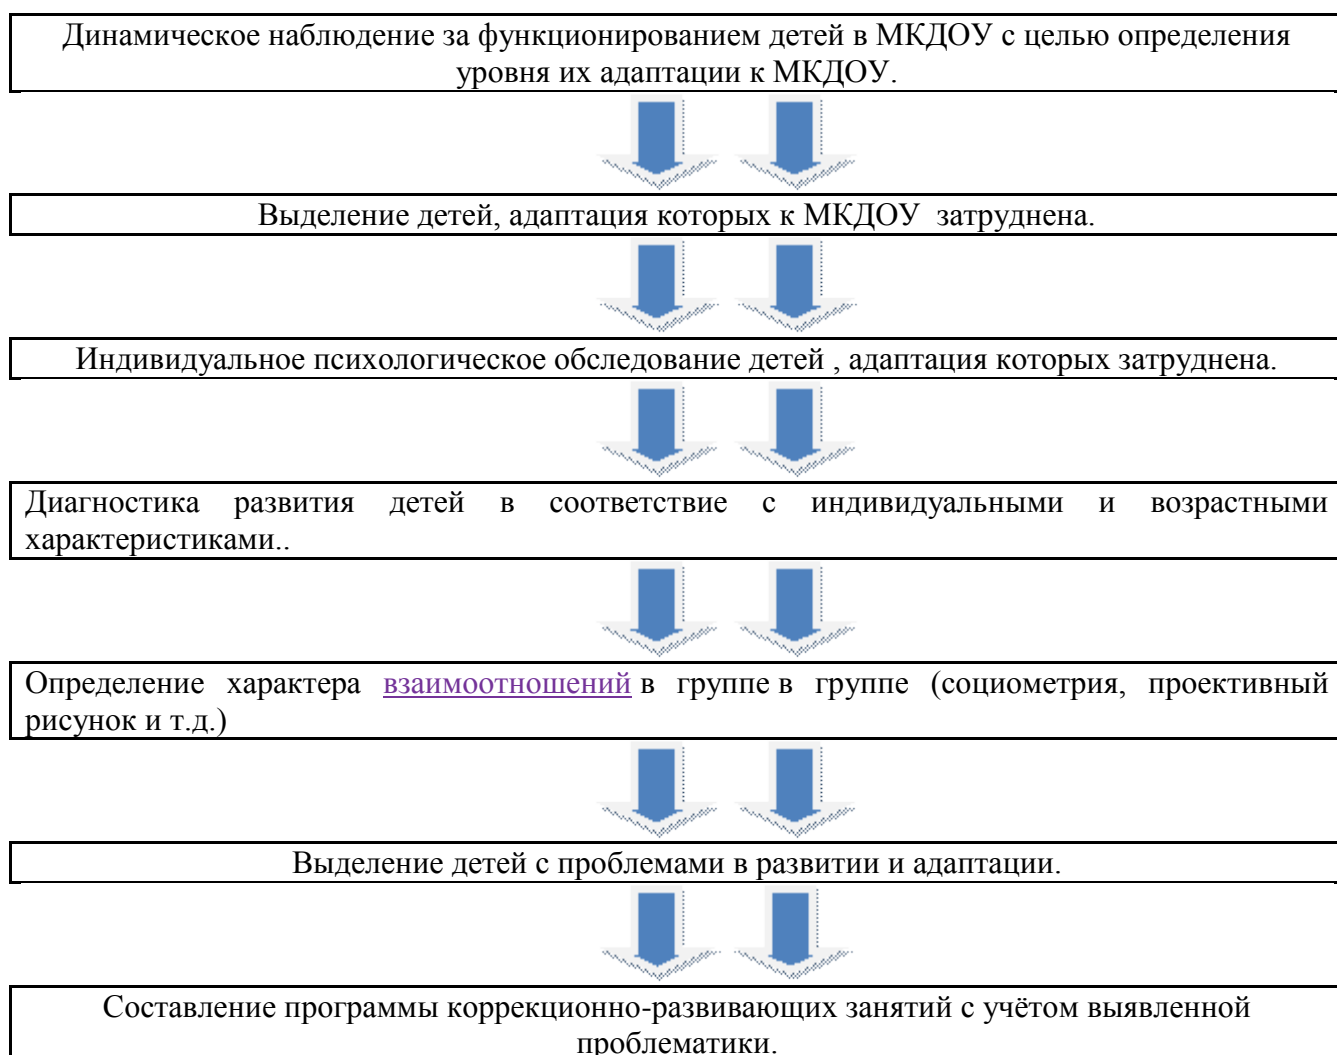 Динамическое наблюдение за функционированием детей в МКДОУ с целью определения
уровня их адаптации к МКДОУ.
Выделение детей, адаптация которых к МКДОУ затруднена.
Индивидуальное психологическое обследование детей , адаптация которых затруднена.
Диагностика развития детей в соответствие с индивидуальными и возрастными
характеристиками..
Определение характера взаимоотношений в группе в группе (социометрия, проективный
рисунок и т.д.)
Выделение детей с проблемами в развитии и адаптации.
Составление программы коррекционно-развивающих занятий с учётом выявленной
проблематики.